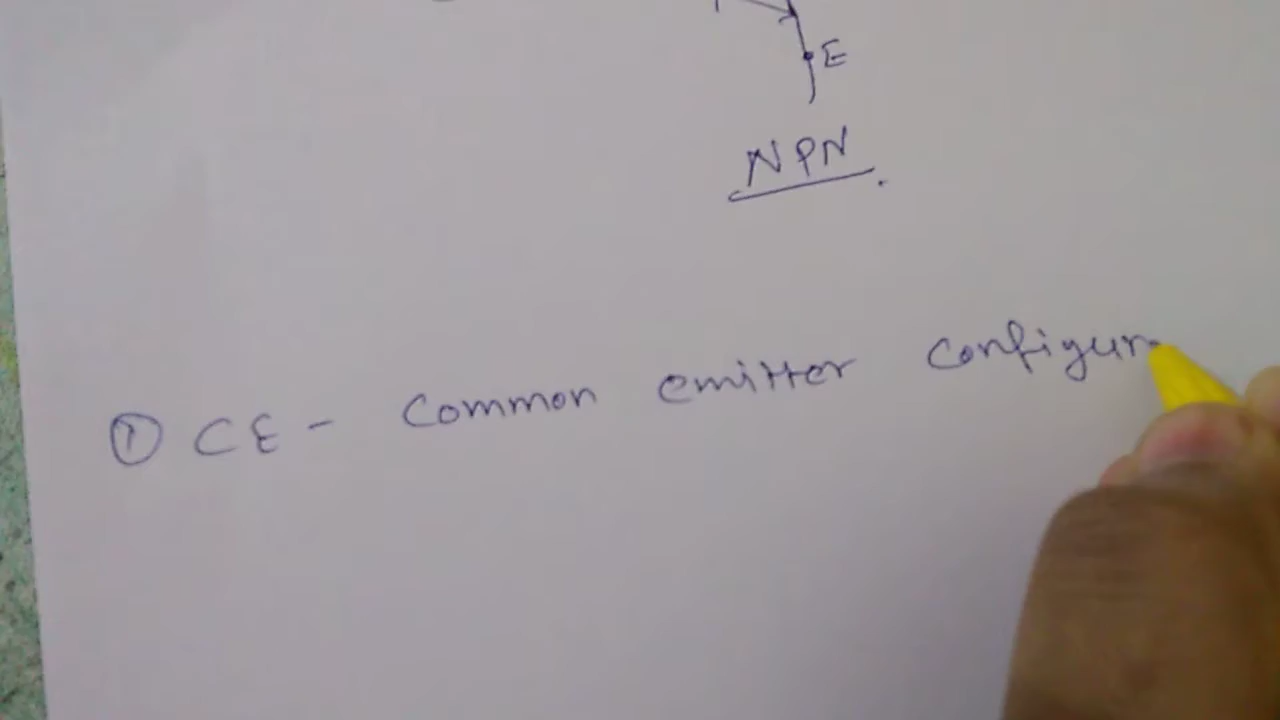 E
NPN.
① CE - Common emitter configur